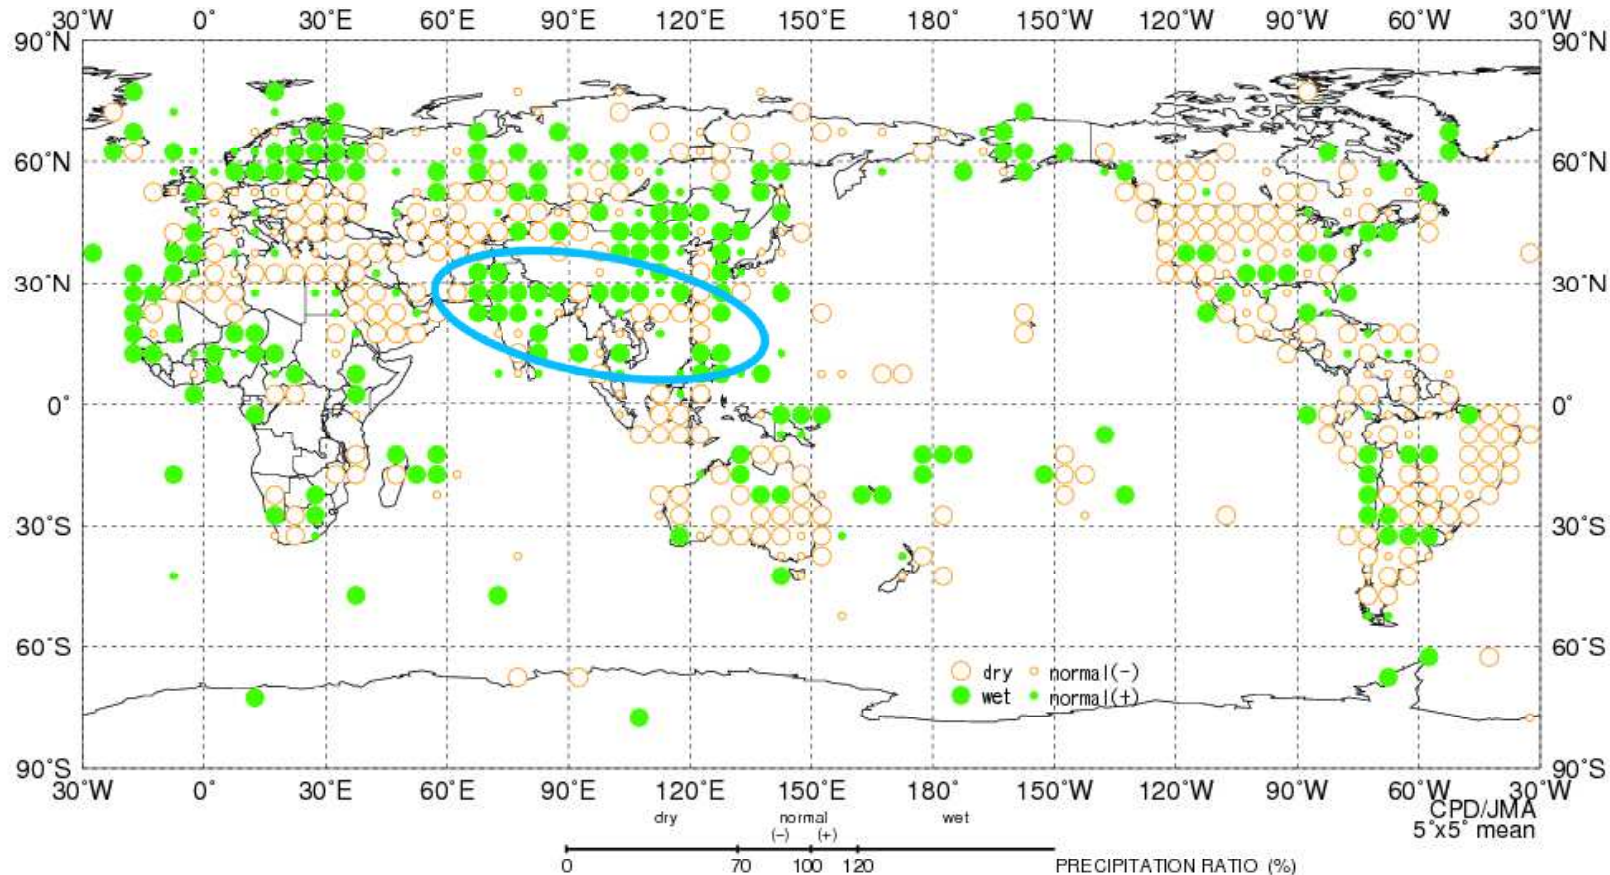 30°W 0° 30°E 60°E 90°E 120°E 150°E 180° 150°W 120°W 90°W 60°W 30°W
90°N 90°N
60°N 60°N
30°N 30°N
0° 0°
30°S 30°S
60°S 60°S
dry normal(-)
wet normal(+)
90°S 90°S
30°W 0° 30°E 60°E 90°E 120°E 150°E 180° 150°W 120°W 90°W 60°W 30°W
CPD/JMA
5°x5° mean
dry normal wet
(-) (+)
0 70 100 120 PRECIPITATION RATIO (%)